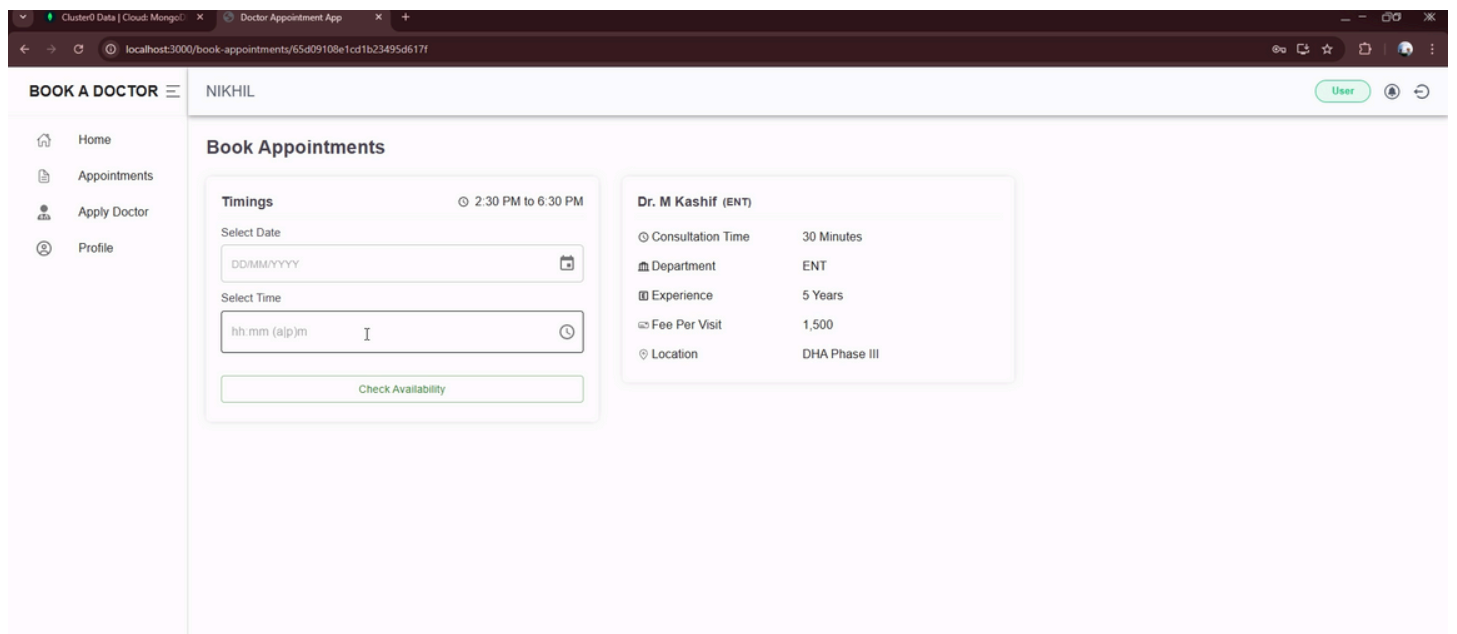 Cluster0 Data | Cloud: MongoD
Doctor Appointment App
localhost:3000/book-appointments/65d09108e1cd1b23495d617f
BOOK A DOCTOR
NIKHIL
User
Home
Appointments
Apply Doctor
Profile
Book Appointments
Timings
2:30 PM to 6:30 PM
Select Date
DD/MM/YYYY
Select Time
hh:mm (a|p)m
Check Availability
Dr. M Kashif (ENT)
Consultation Time 30 Minutes
Department ENT
Experience 5 Years
Fee Per Visit 1,500
Location DHA Phase III